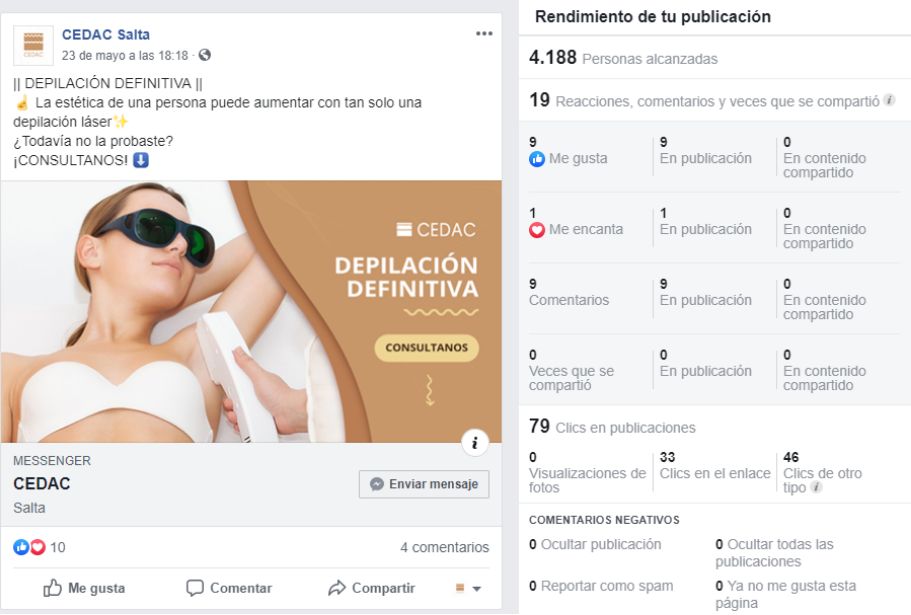 CEDAC Salta
23 de mayo a las 18:18 ·
|| DEPILACIÓN DEFINITIVA ||
☝ La estética de una persona puede aumentar con tan solo una
depilación láser✨
¿Todavía no la probaste?
¡CONSULTANOS! ⬇
CEDAC
DEPILACIÓN
DEFINITIVA
CONSULTANOS
MESSENGER
CEDAC
Salta
Enviar mensaje
10
4 comentarios
Me gusta
Comentar
Compartir
Rendimiento de tu publicación
4.188 Personas alcanzadas
19 Reacciones, comentarios y veces que se compartió
9
Me gusta
9
En publicación
0
En contenido
compartido
1
Me encanta
1
En publicación
0
En contenido
compartido
9
Comentarios
9
En publicación
0
En contenido
compartido
0
Veces que se
compartió
0
En publicación
0
En contenido
compartido
79 Clics en publicaciones
0
Visualizaciones de
fotos
33
Clics en el enlace
46
Clics de otro
tipo
COMENTARIOS NEGATIVOS
0 Ocultar publicación
0 Ocultar todas las
publicaciones
0 Reportar como spam
0 Ya no me gusta esta
página